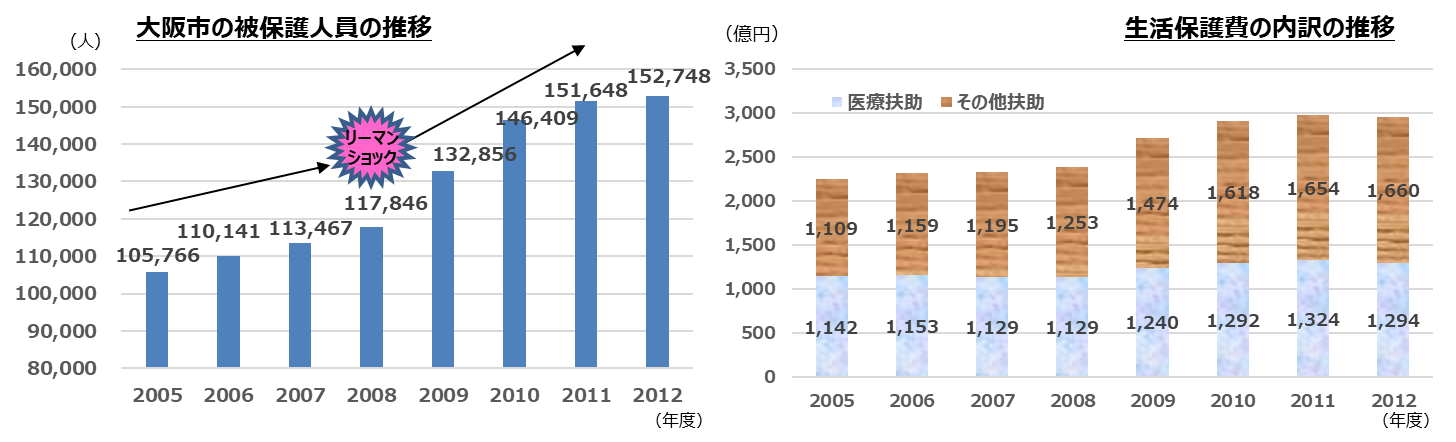 大阪市の被保護人員の推移
（人）
160,000
150,000
140,000
130,000
120,000
110,000
100,000
90,000
80,000
105,766
110,141
113,467
117,846
132,856
146,409
151,648
152,748
リーマン
ショック
2005 2006 2007 2008 2009 2010 2011 2012
（年度）
生活保護費の内訳の推移
（億円）
3,500
3,000
2,500
2,000
1,500
1,000
500
0
医療扶助 その他扶助
1,109 1,159 1,195 1,253 1,474 1,618 1,654 1,660
1,142 1,153 1,129 1,129 1,240 1,292 1,324 1,294
2005 2006 2007 2008 2009 2010 2011 2012
（年度）